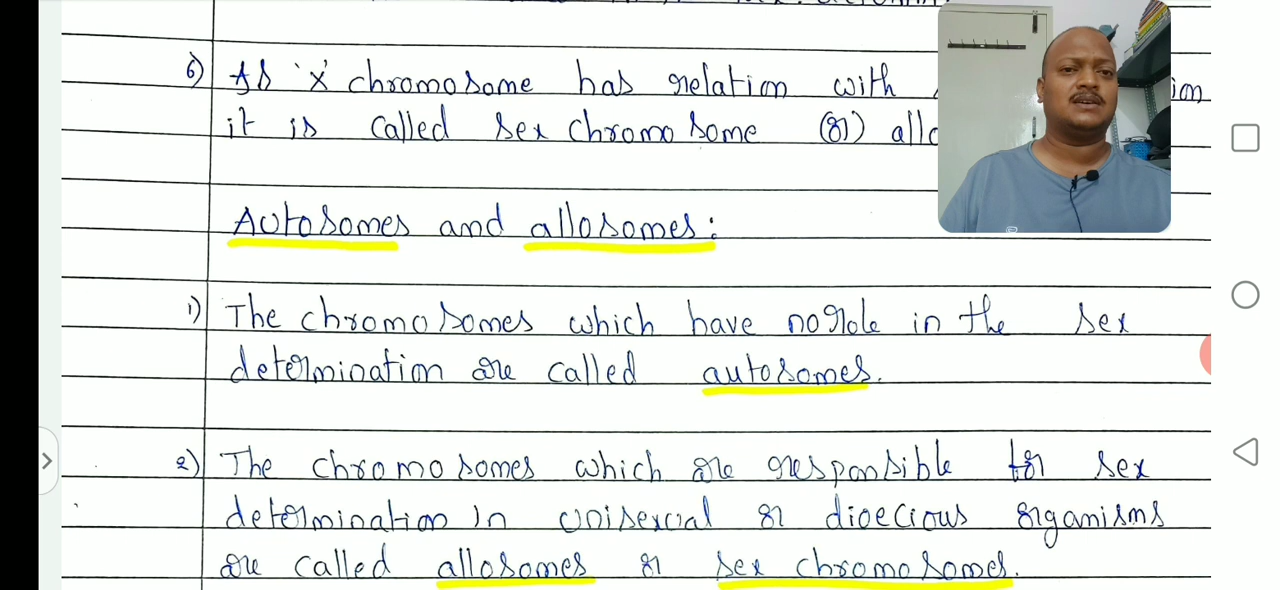 6) As 'X' chromosome has relation with
it is called sex chromosome (or)
Autosomes and allosomes:
1) The chromosomes which have no role in the sex
determination are called autosomes.
2) The chromosomes which are responsible for sex
determination in unisexual or dioecious organisms
are called allosomes or sex chromosomes.